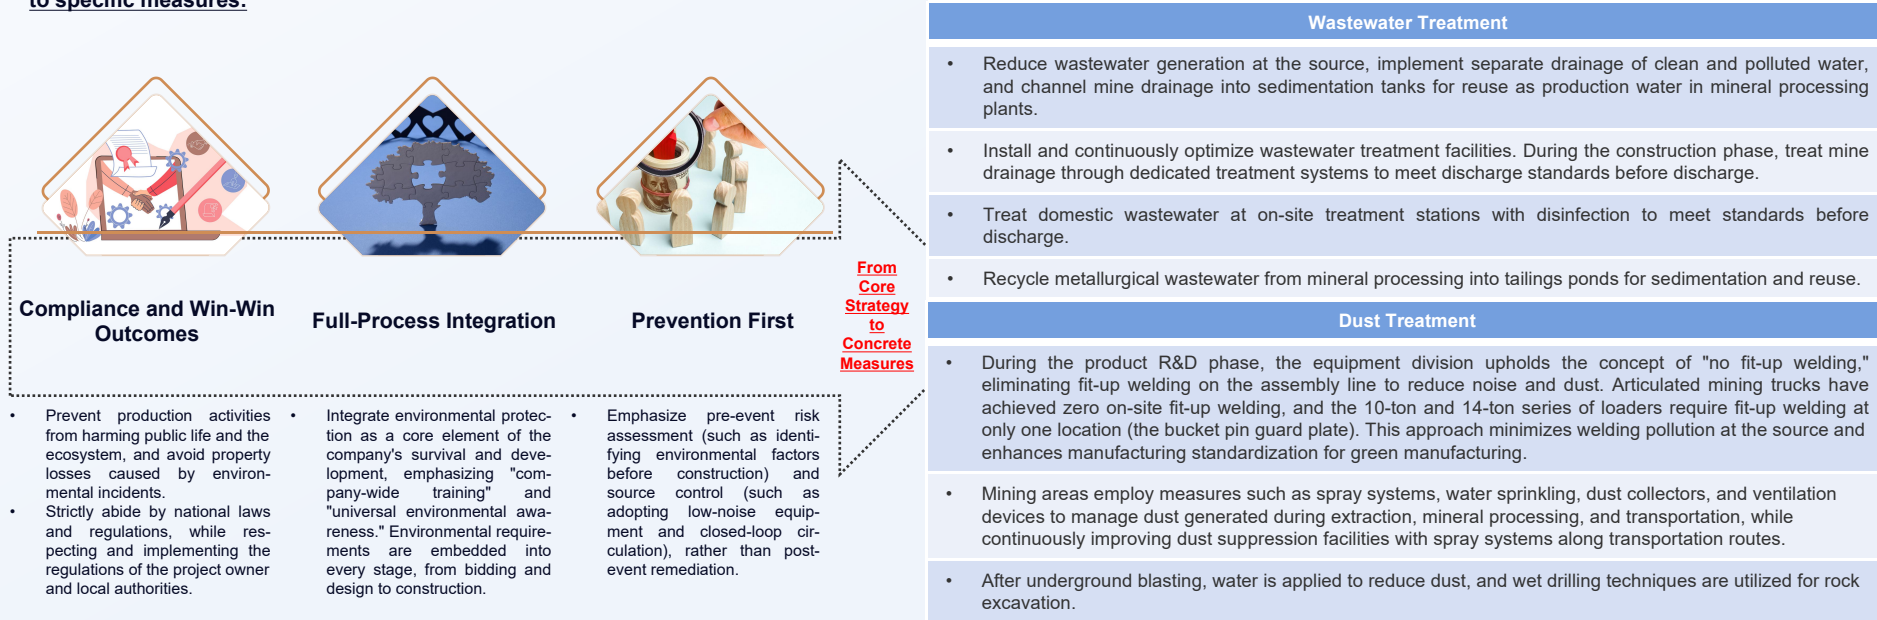 to specific measures:
Compliance and Win-Win
Outcomes
Full-Process Integration
Prevention First
From
Core
Strategy
to
Concrete
Measures
• Prevent production activities
from harming public life and the
ecosystem, and avoid property
losses caused by environ-
mental incidents.
• Strictly abide by national laws
and regulations, while res-
pecting and implementing the
regulations of the project owner
and local authorities.
• Integrate environmental protec-
tion as a core element of the
company's survival and deve-
lopment, emphasizing "com-
pany-wide training" and
"universal environmental awa-
reness." Environmental require-
ments are embedded into
every stage, from bidding and
design to construction.
• Emphasize pre-event risk
assessment (such as identi-
fying environmental factors
before construction) and
source control (such as
adopting low-noise equip-
ment and closed-loop cir-
culation), rather than post-
event remediation.
Wastewater Treatment
• Reduce wastewater generation at the source, implement separate drainage of clean and polluted water,
and channel mine drainage into sedimentation tanks for reuse as production water in mineral processing
plants.
• Install and continuously optimize wastewater treatment facilities. During the construction phase, treat mine
drainage through dedicated treatment systems to meet discharge standards before discharge.
• Treat domestic wastewater at on-site treatment stations with disinfection to meet standards before
discharge.
• Recycle metallurgical wastewater from mineral processing into tailings ponds for sedimentation and reuse.
Dust Treatment
• During the product R&D phase, the equipment division upholds the concept of "no fit-up welding,"
eliminating fit-up welding on the assembly line to reduce noise and dust. Articulated mining trucks have
achieved zero on-site fit-up welding, and the 10-ton and 14-ton series of loaders require fit-up welding at
only one location (the bucket pin guard plate). This approach minimizes welding pollution at the source and
enhances manufacturing standardization for green manufacturing.
• Mining areas employ measures such as spray systems, water sprinkling, dust collectors, and ventilation
devices to manage dust generated during extraction, mineral processing, and transportation, while
continuously improving dust suppression facilities with spray systems along transportation routes.
• After underground blasting, water is applied to reduce dust, and wet drilling techniques are utilized for rock
excavation.